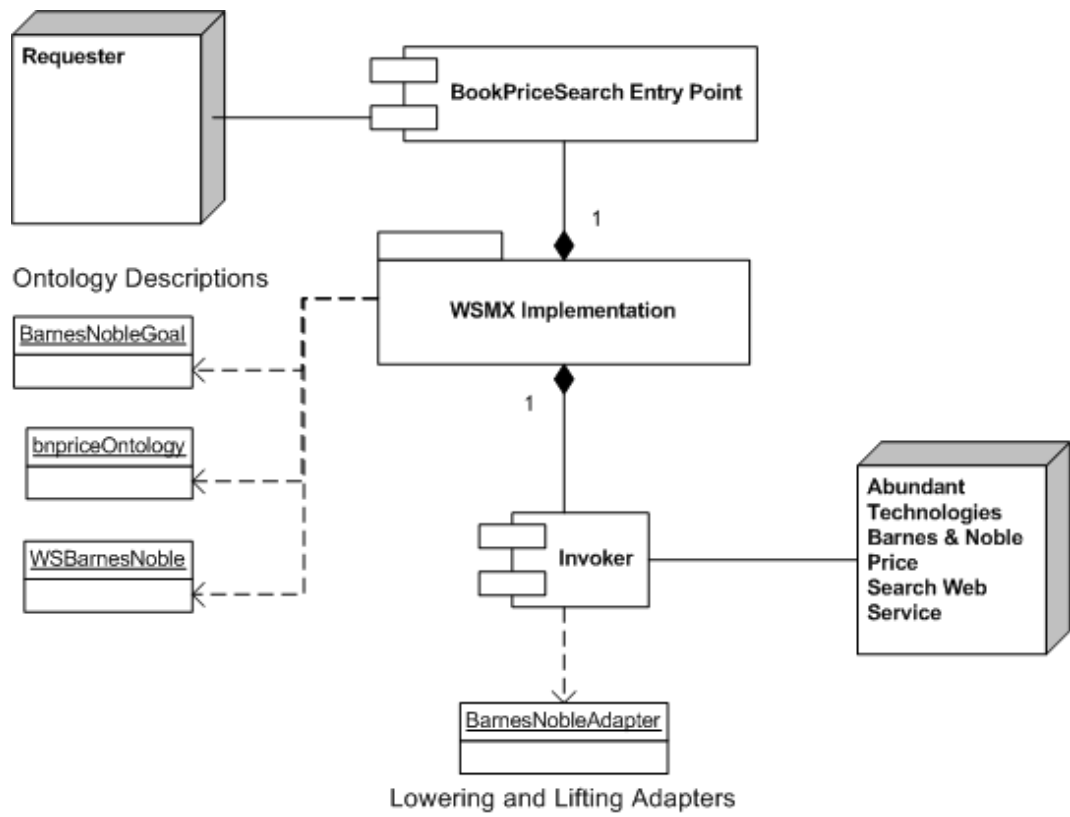 Requester
BookPriceSearch Entry Point
1
Ontology Descriptions
WSMX Implementation
BarnesNobleGoal
1
bnpriceOntology
Abundant
Technologies
Barnes & Noble
Price
Search Web
Service
WSBarnesNoble
Invoker
BarnesNobleAdapter
Lowering and Lifting Adapters